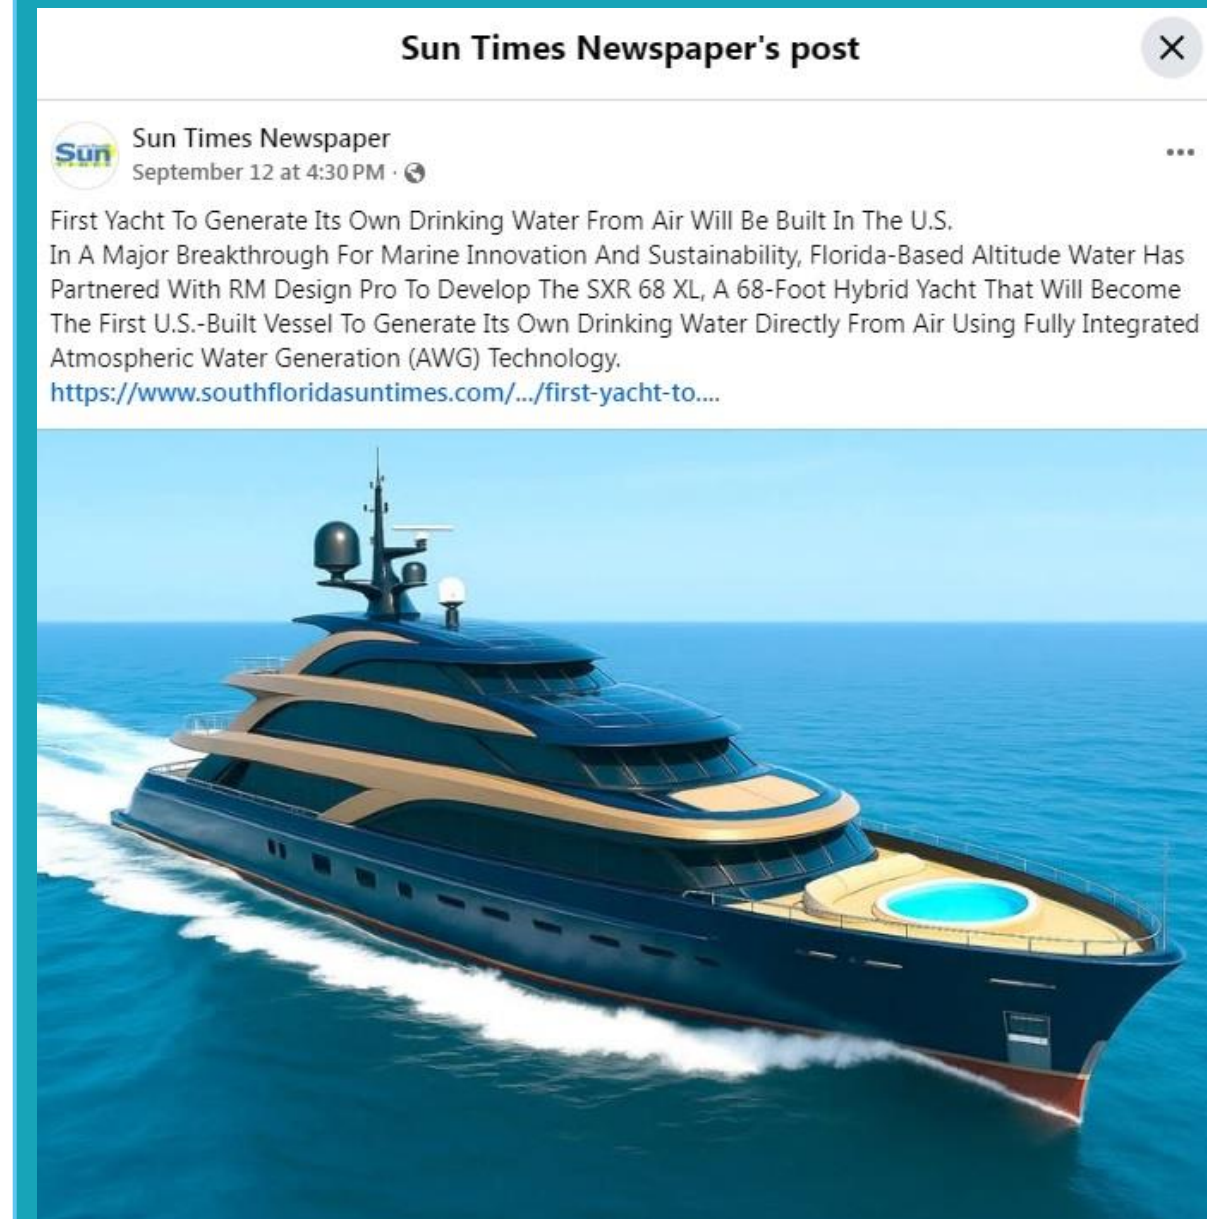 Sun Times Newspaper's post
Sun
TIMES
Sun Times Newspaper
September 12 at 4:30 PM ·
First Yacht To Generate Its Own Drinking Water From Air Will Be Built In The U.S.
In A Major Breakthrough For Marine Innovation And Sustainability, Florida-Based Altitude Water Has
Partnered With RM Design Pro To Develop The SXR 68 XL, A 68-Foot Hybrid Yacht That Will Become
The First U.S.-Built Vessel To Generate Its Own Drinking Water Directly From Air Using Fully Integrated
Atmospheric Water Generation (AWG) Technology.
https://www.southfloridasuntimes.com/.../first-yacht-to....